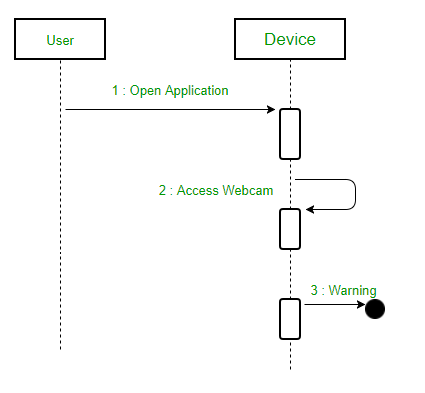 User
Device
1 : Open Application
2 : Access Webcam
3 : Warning